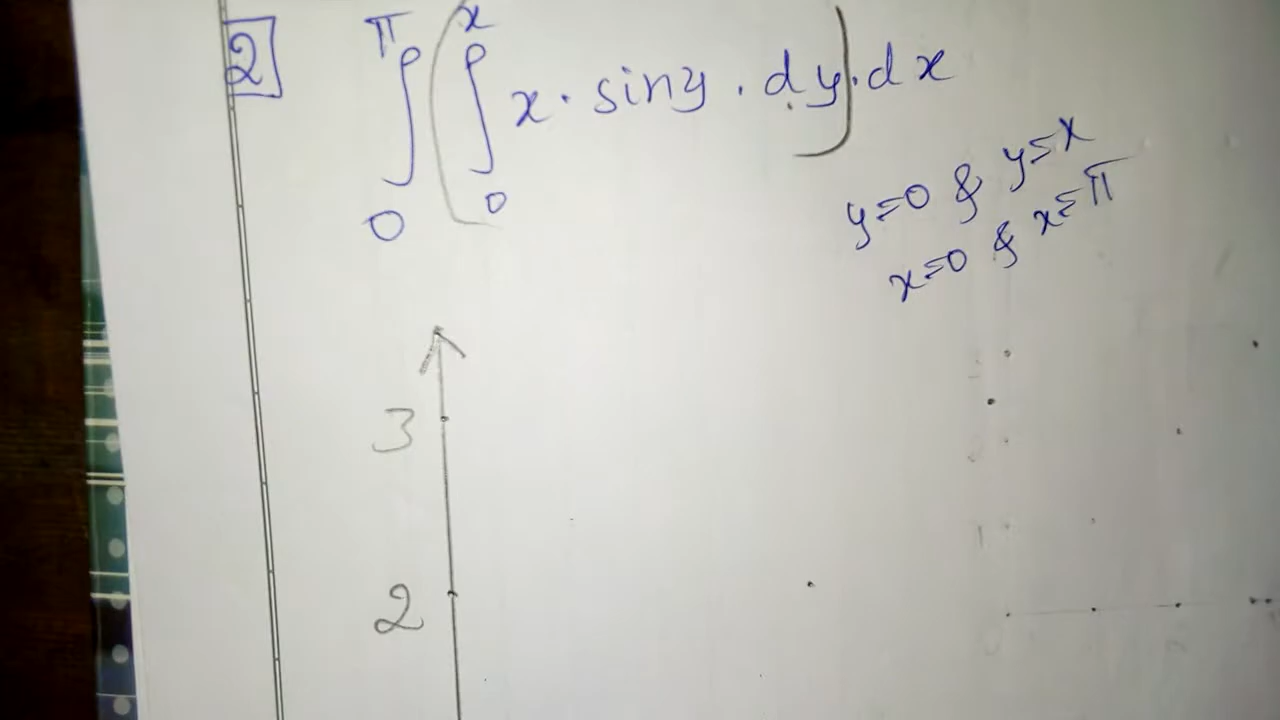 2
∫₀^π (∫₀^x x · siny . dy) . dx
y=0 & y=x
x=0 & x=π
3
2